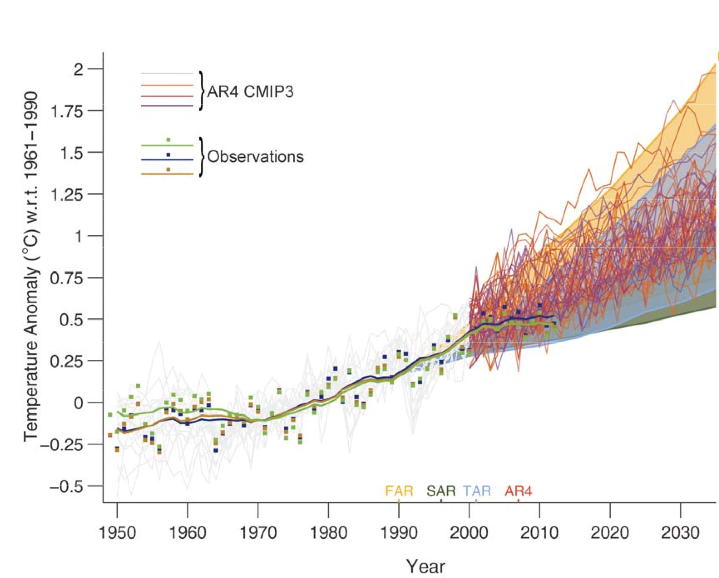 Temperature Anomaly (°C) w.r.t. 1961–1990
2
1.75
1.5
1.25
1
0.75
0.5
0.25
0
−0.25
−0.5
AR4 CMIP3
Observations
FAR SAR TAR AR4
1950 1960 1970 1980 1990 2000 2010 2020 2030
Year